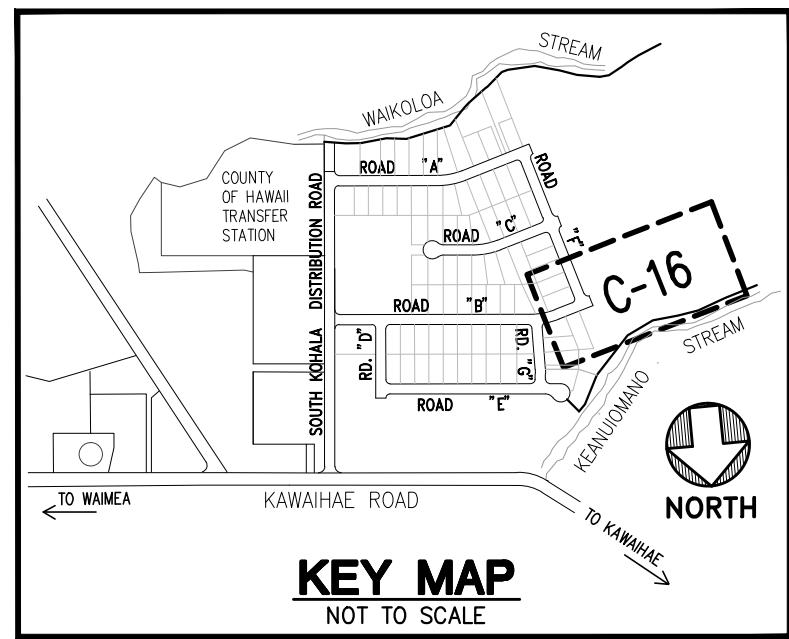 STREAM
WAIKOLOA
ROAD "A"
ROAD "F"
COUNTY
OF HAWAII
TRANSFER
STATION
SOUTH KOHALA DISTRIBUTION ROAD
ROAD "C"
C-16
ROAD "B"
RD. "D"
RD. "G"
STREAM
KEANUIOMANO
ROAD "E"
TO WAIMEA
KAWAIHAE ROAD
TO KAWAIHAE
NORTH
KEY MAP
NOT TO SCALE